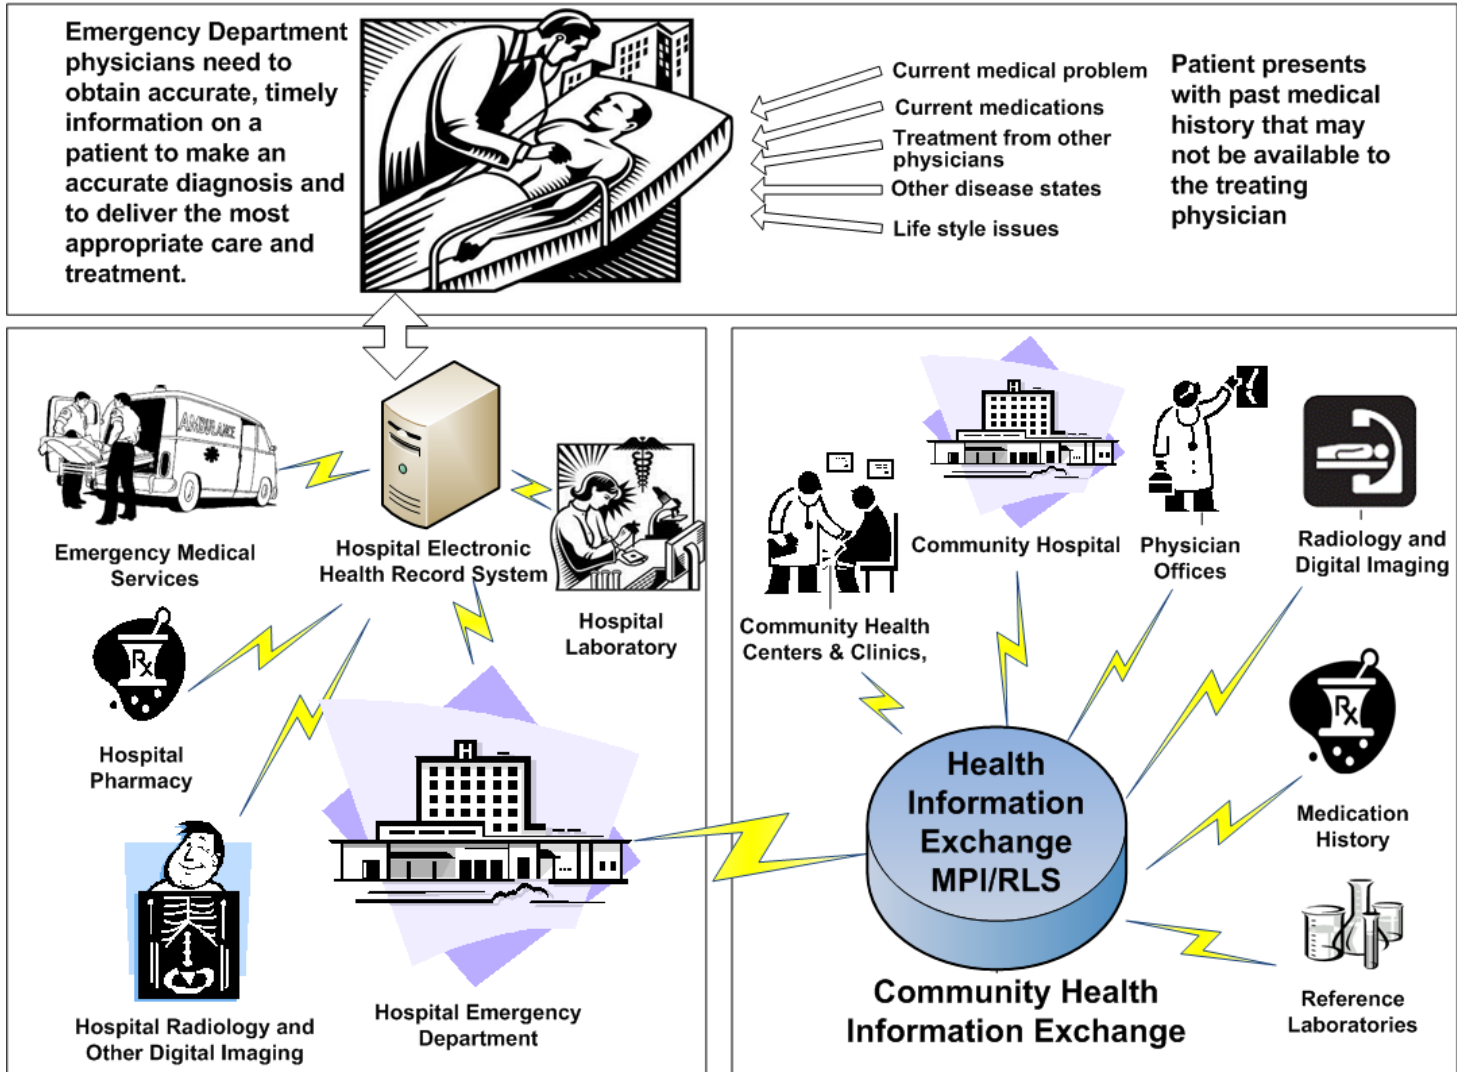 Emergency Department
physicians need to
obtain accurate, timely
information on a
patient to make an
accurate diagnosis and
to deliver the most
appropriate care and
treatment.
Current medical problem
Current medications
Treatment from other
physicians
Other disease states
Life style issues
Patient presents
with past medical
history that may
not be available to
the treating
physician
AMBULANCE
Emergency Medical
Services
Hospital Electronic
Health Record System
Hospital
Laboratory
Rx
Hospital
Pharmacy
Hospital Radiology and
Other Digital Imaging
H
Hospital Emergency
Department
H
Community Hospital
Community Health
Centers & Clinics,
Physician
Offices
Radiology and
Digital Imaging
Rx
Medication
History
Reference
Laboratories
Health
Information
Exchange
MPI/RLS
Community Health
Information Exchange